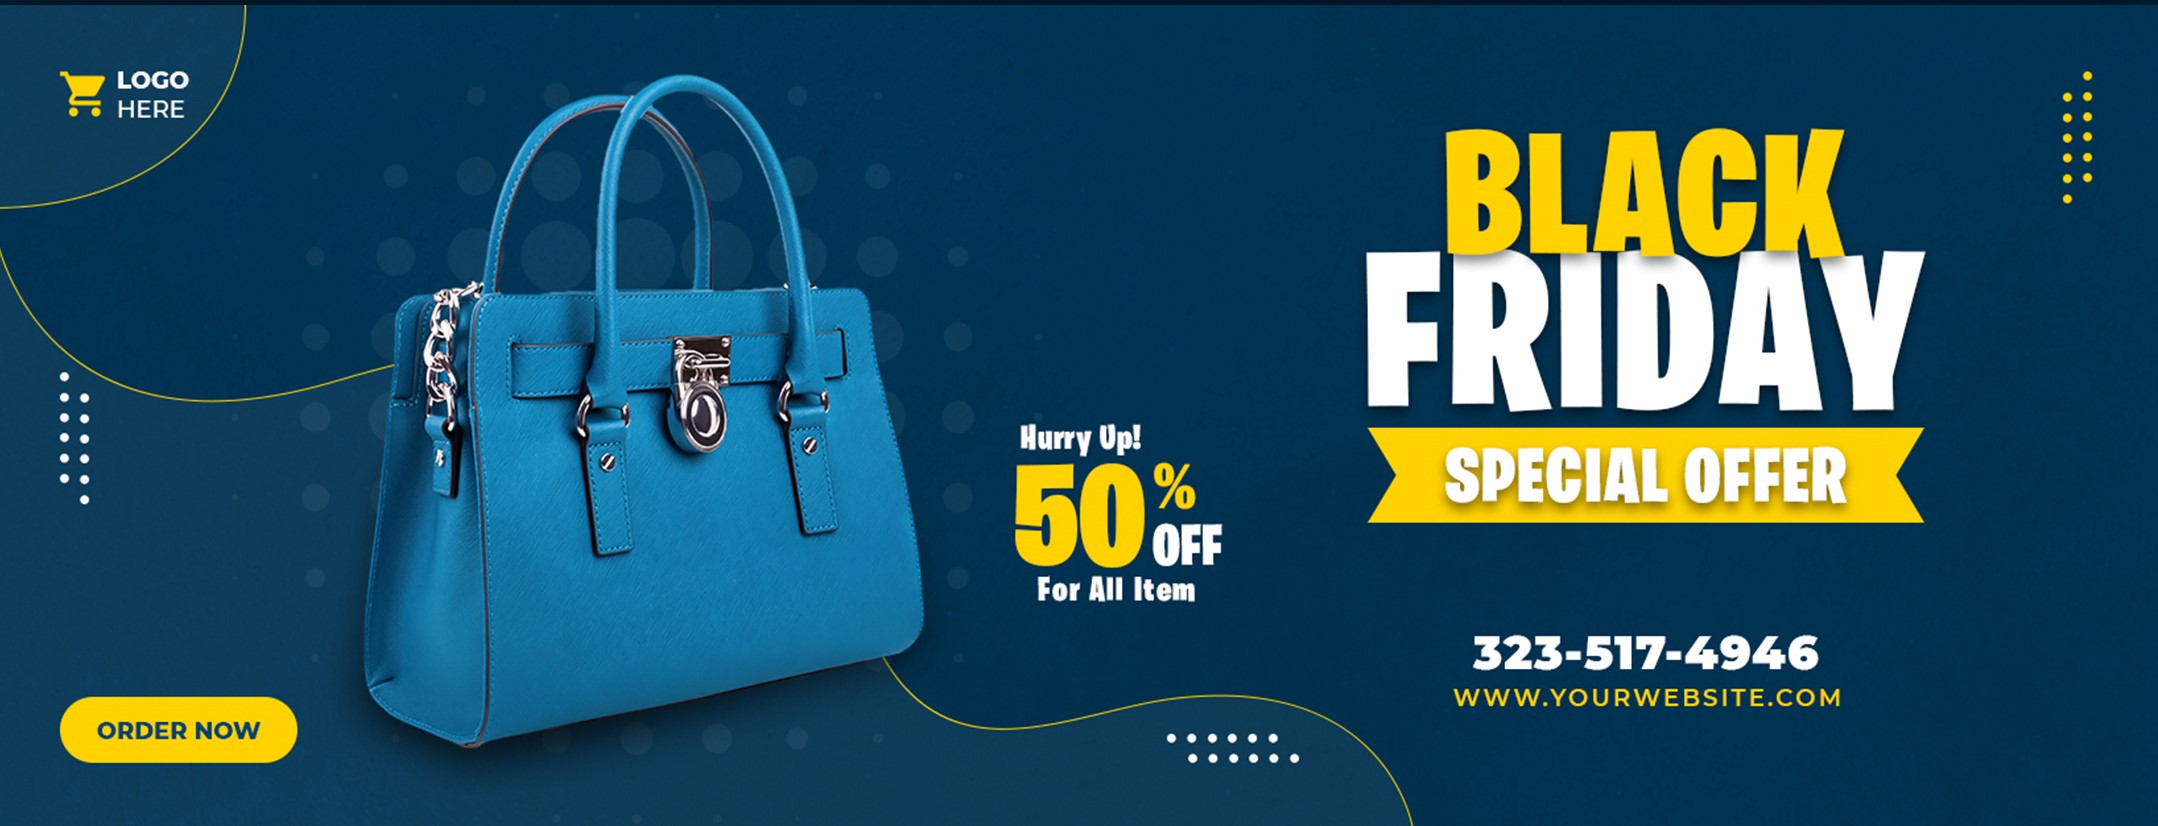 LOGO
HERE
BLACK
FRIDAY
SPECIAL OFFER
Hurry Up!
50%
OFF
For All Item
323-517-4946
WWW.YOURWEBSITE.COM
ORDER NOW